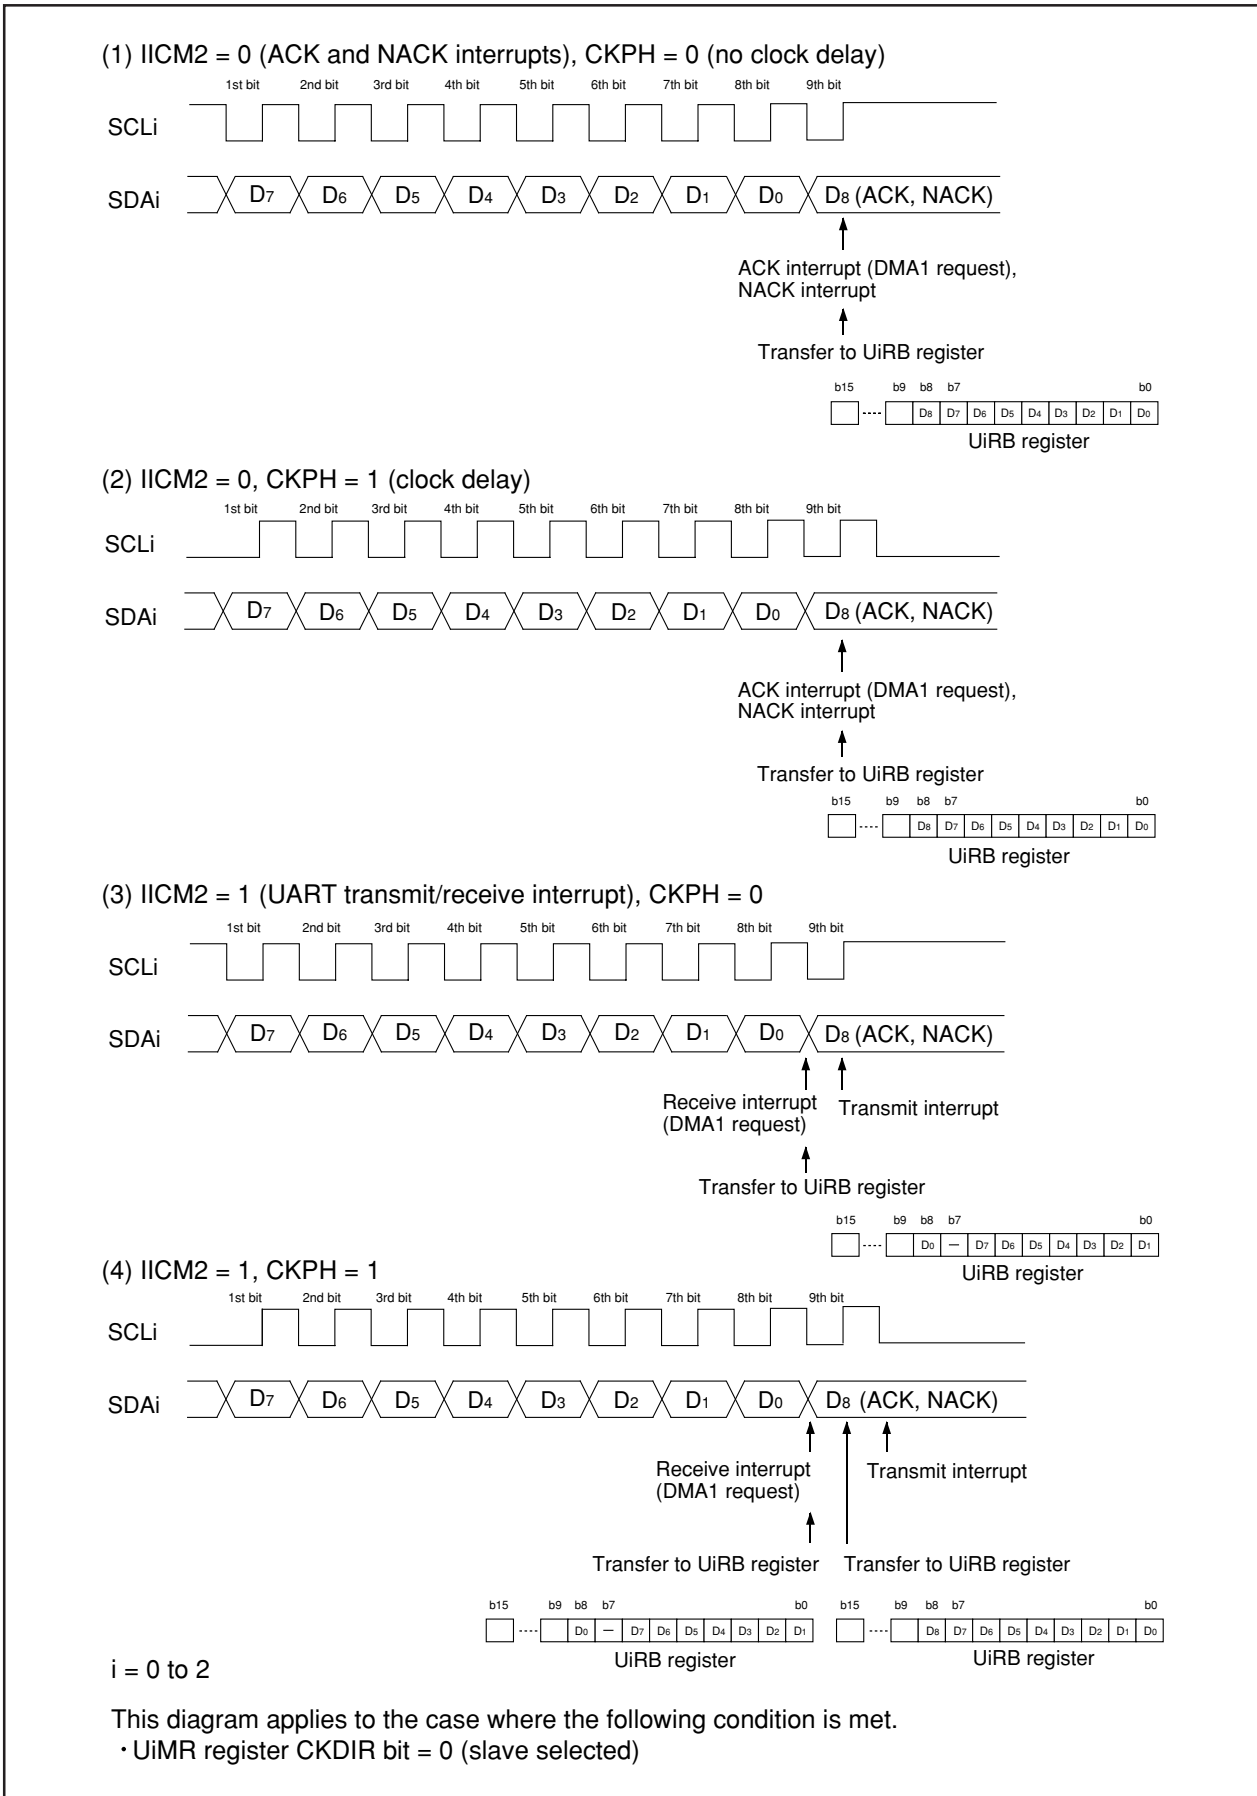 (1) IICM2 = 0 (ACK and NACK interrupts), CKPH = 0 (no clock delay)
1st bit 2nd bit 3rd bit 4th bit 5th bit 6th bit 7th bit 8th bit 9th bit
SCLi
SDAi D7 D6 D5 D4 D3 D2 D1 D0 D8 (ACK, NACK)
ACK interrupt (DMA1 request),
NACK interrupt
Transfer to UiRB register
b15 b9 b8 b7 b0
D8 D7 D6 D5 D4 D3 D2 D1 D0
UiRB register
(2) IICM2 = 0, CKPH = 1 (clock delay)
1st bit 2nd bit 3rd bit 4th bit 5th bit 6th bit 7th bit 8th bit 9th bit
SCLi
SDAi D7 D6 D5 D4 D3 D2 D1 D0 D8 (ACK, NACK)
ACK interrupt (DMA1 request),
NACK interrupt
Transfer to UiRB register
b15 b9 b8 b7 b0
D8 D7 D6 D5 D4 D3 D2 D1 D0
UiRB register
(3) IICM2 = 1 (UART transmit/receive interrupt), CKPH = 0
1st bit 2nd bit 3rd bit 4th bit 5th bit 6th bit 7th bit 8th bit 9th bit
SCLi
SDAi D7 D6 D5 D4 D3 D2 D1 D0 D8 (ACK, NACK)
Receive interrupt Transmit interrupt
(DMA1 request)
Transfer to UiRB register
b15 b9 b8 b7 b0
D0 — D7 D6 D5 D4 D3 D2 D1
UiRB register
(4) IICM2 = 1, CKPH = 1
1st bit 2nd bit 3rd bit 4th bit 5th bit 6th bit 7th bit 8th bit 9th bit
SCLi
SDAi D7 D6 D5 D4 D3 D2 D1 D0 D8 (ACK, NACK)
Receive interrupt Transmit interrupt
(DMA1 request)
Transfer to UiRB register Transfer to UiRB register
b15 b9 b8 b7 b0 b15 b9 b8 b7 b0
D0 — D7 D6 D5 D4 D3 D2 D1 D8 D7 D6 D5 D4 D3 D2 D1 D0
UiRB register UiRB register
i = 0 to 2
This diagram applies to the case where the following condition is met.
· UiMR register CKDIR bit = 0 (slave selected)